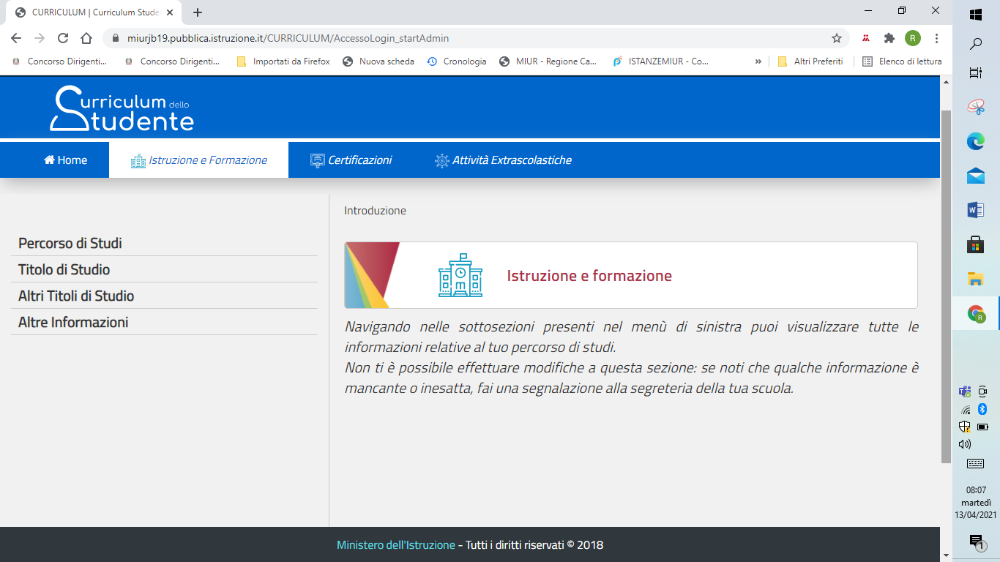 CURRICULUM | Curriculum Stude
miurjb19.pubblica.istruzione.it/CURRICULUM/AccessoLogin_startAdmin
R
Concorso Dirigenti...
Concorso Dirigenti...
Importati da Firefox
Nuova scheda
Cronologia
MIUR - Regione Ca...
ISTANZEMIUR - Co...
»
Altri Preferiti
Elenco di lettura
Curriculum dello
Studente
Home
Istruzione e Formazione
Certificazioni
Attività Extrascolastiche
Percorso di Studi
Titolo di Studio
Altri Titoli di Studio
Altre Informazioni
Introduzione
Istruzione e formazione
Navigando nelle sottosezioni presenti nel menù di sinistra puoi visualizzare tutte le
informazioni relative al tuo percorso di studi.
Non ti è possibile effettuare modifiche a questa sezione: se noti che qualche informazione è
mancante o inesatta, fai una segnalazione alla segreteria della tua scuola.
Ministero dell'Istruzione - Tutti i diritti riservati © 2018
08:07
martedì
13/04/2021
1